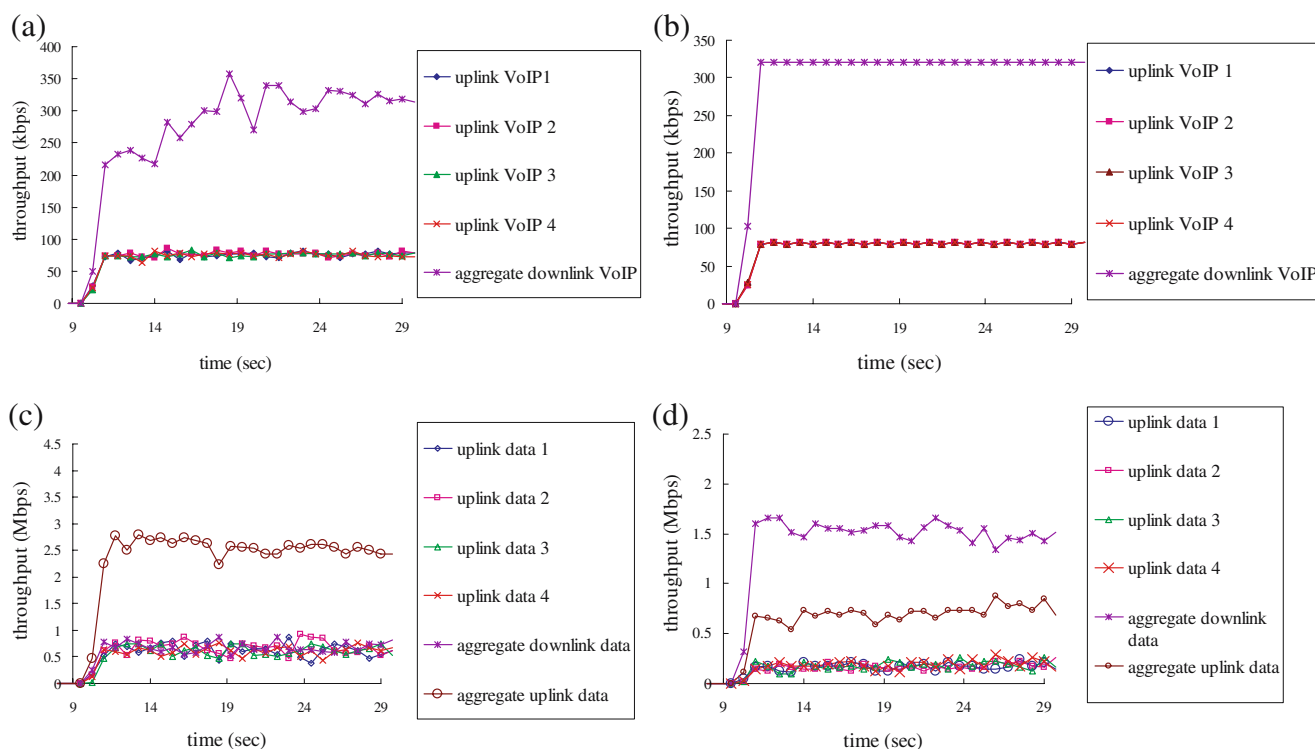 (a)
400
350
300
250
200
150
100
50
0
throughput (kbps)
9 14 19 24 29
time (sec)
uplink VoIP1
uplink VoIP 2
uplink VoIP 3
uplink VoIP 4
aggregate downlink VoIP
(b)
350
320
300
250
200
150
100
80
50
0
throughput (kbps)
9 14 19 24 29
time (sec)
uplink VoIP 1
uplink VoIP 2
uplink VoIP 3
uplink VoIP 4
aggregate downlink VoIP
(c)
4.5
4
3.5
3
2.5
2
1.5
1
0.5
0
throughput (Mbps)
9 14 19 24 29
time (sec)
uplink data 1
uplink data 2
uplink data 3
uplink data 4
aggregate downlink data
aggregate uplink data
(d)
2.5
2
1.5
1
0.5
0
throughput (Mbps)
9 14 19 24 29
time (sec)
uplink data 1
uplink data 2
uplink data 3
uplink data 4
aggregate downlink
data
aggregate uplink data